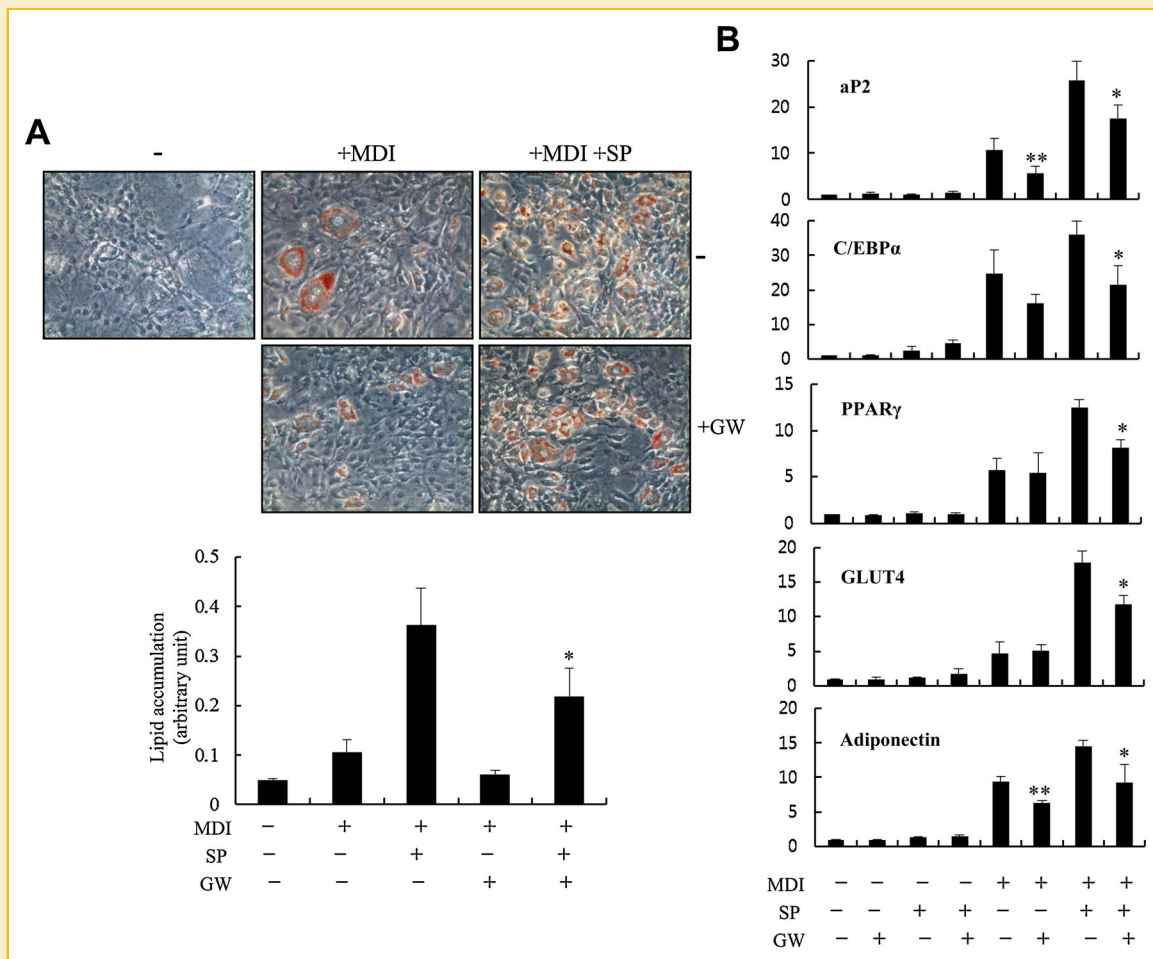 A
- +MDI +MDI +SP
-
+GW
0.5
0.4
0.3
0.2
0.1
0
Lipid accumulation
(arbitrary unit)
*
MDI − + + + +
SP − − + − +
GW − − − + +
B
30
20
10
0
aP2
** *
40
30
20
10
0
C/EBPα
*
15
10
5
0
PPARγ
*
20
15
10
5
0
GLUT4
*
20
15
10
5
0
Adiponectin
** *
MDI − − − − + + + +
SP − − + + − − + +
GW − + − + − + − +